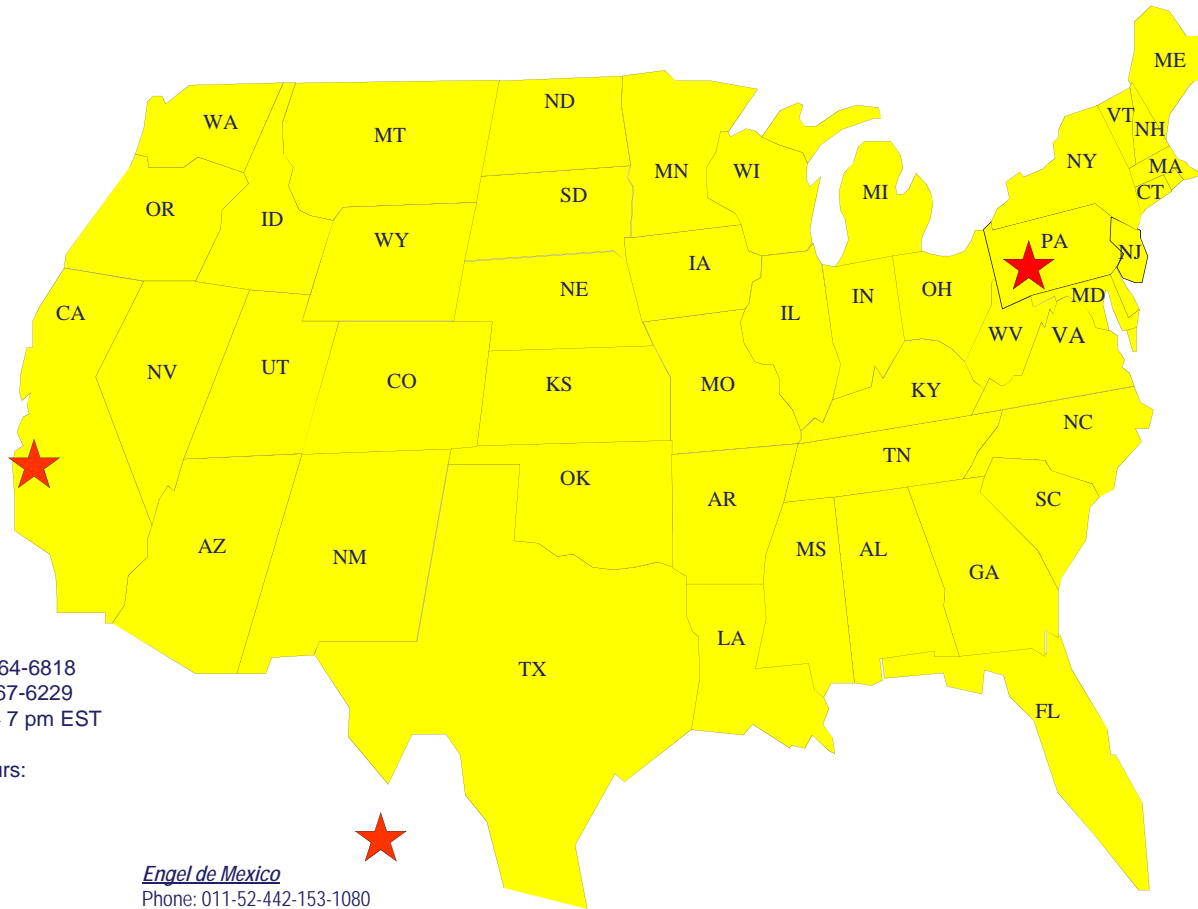 ME
ND
WA
VT
MT
NH
NY
MN
WI
MA
MI
SD
CT
OR
ID
WY
PA
NJ
IA
NE
OH
IN
MD
CA
IL
WV
VA
UT
NV
CO
KS
MO
KY
NC
TN
OK
AR
SC
AZ
MS
AL
NM
GA
LA
64-6818
TX
67-6229
7 pm EST
FL
urs:
Engel de Mexico
Phone: 011-52-442-153-1080